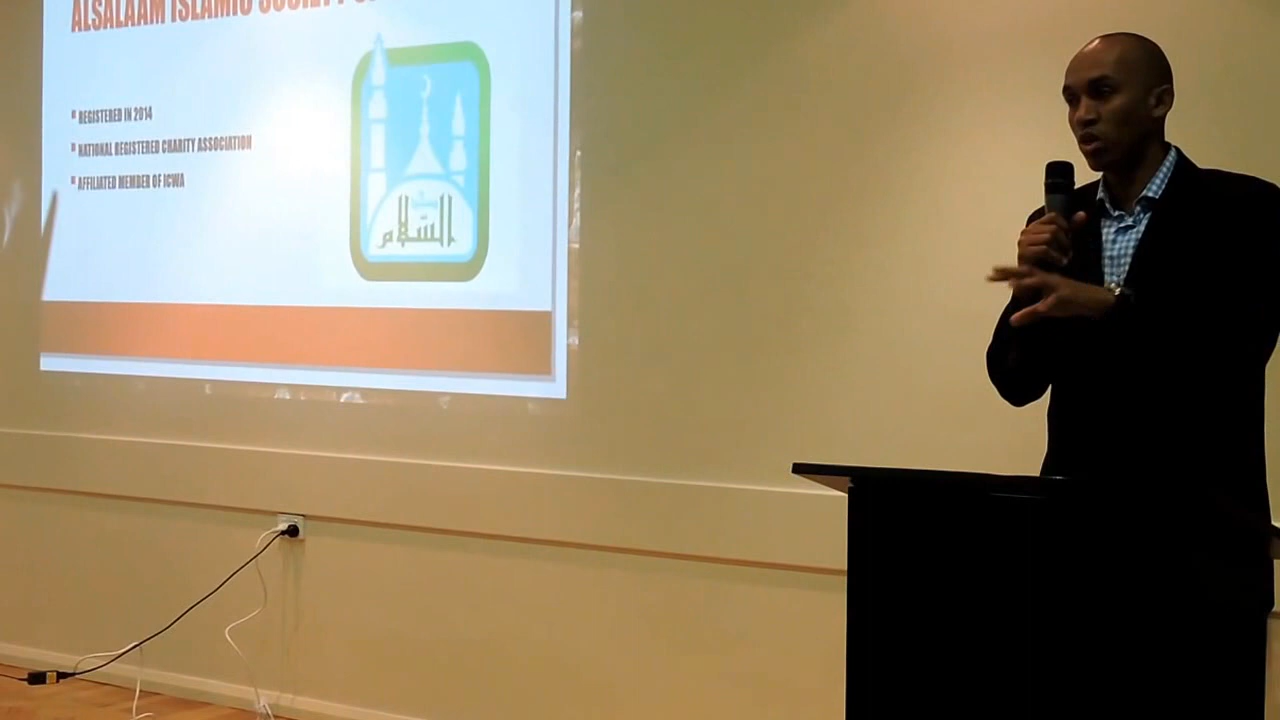 ALSALAAM ISLAMIC SOCIETY
REGISTERED IN 2014
NATIONAL REGISTERED CHARITY ASSOCIATION
AFFILIATED MEMBER OF ICWA
السلام